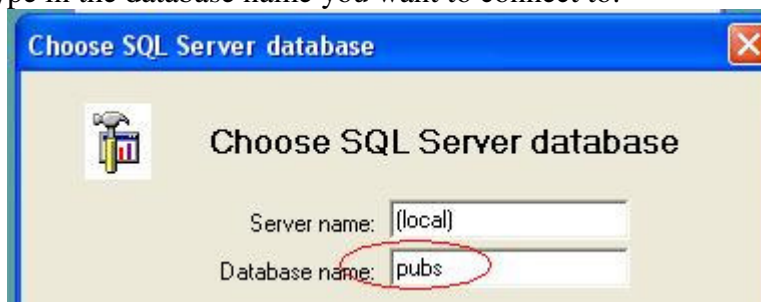 ype in the database name you want to connect to.
Choose SQL Server database
Choose SQL Server database
Server name: (local)
Database name: pubs